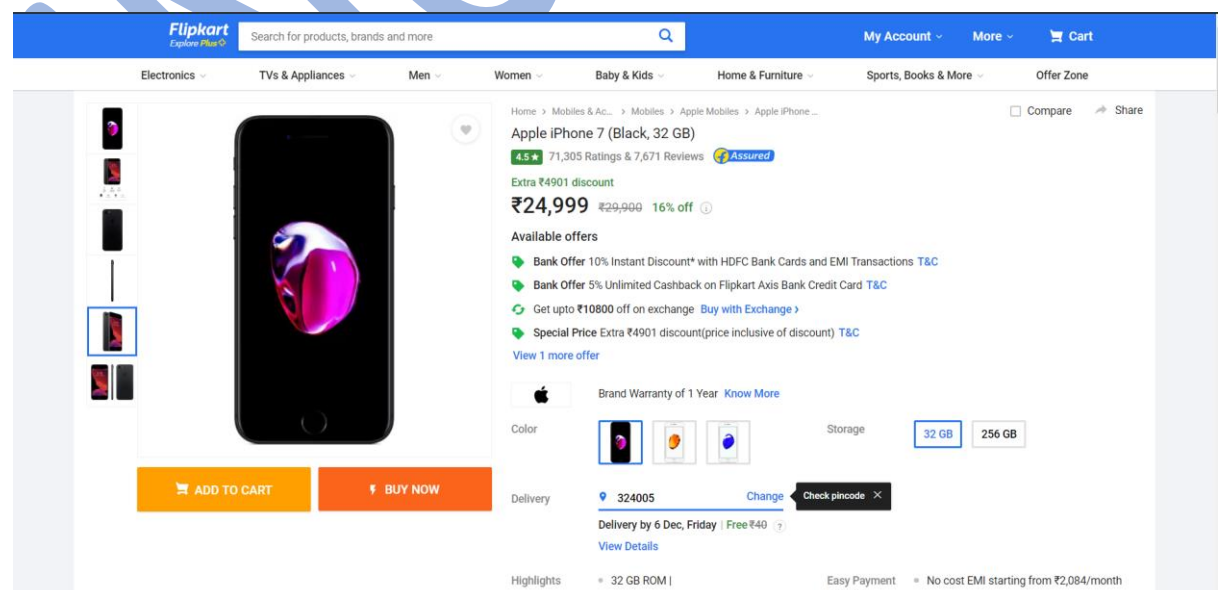 Flipkart
Explore Plus
Search for products, brands and more
My Account
More
Cart
Electronics
TVs & Appliances
Men
Women
Baby & Kids
Home & Furniture
Sports, Books & More
Offer Zone
Home > Mobiles & Ac... > Mobiles > Apple Mobiles > Apple iPhone ...
Compare
Share
Apple iPhone 7 (Black, 32 GB)
4.5★ 71,305 Ratings & 7,671 Reviews Assured
Extra ₹4901 discount
₹24,999 ₹29,900 16% off
Available offers
Bank Offer 10% Instant Discount* with HDFC Bank Cards and EMI Transactions T&C
Bank Offer 5% Unlimited Cashback on Flipkart Axis Bank Credit Card T&C
Get upto ₹10800 off on exchange Buy with Exchange >
Special Price Extra ₹4901 discount(price inclusive of discount) T&C
View 1 more offer
Brand Warranty of 1 Year Know More
Color
Storage
32 GB
256 GB
ADD TO CART
BUY NOW
Delivery
324005
Change
Check pincode ×
Delivery by 6 Dec, Friday | Free ₹40 ?
View Details
Highlights
32 GB ROM |
Easy Payment
No cost EMI starting from ₹2,084/month